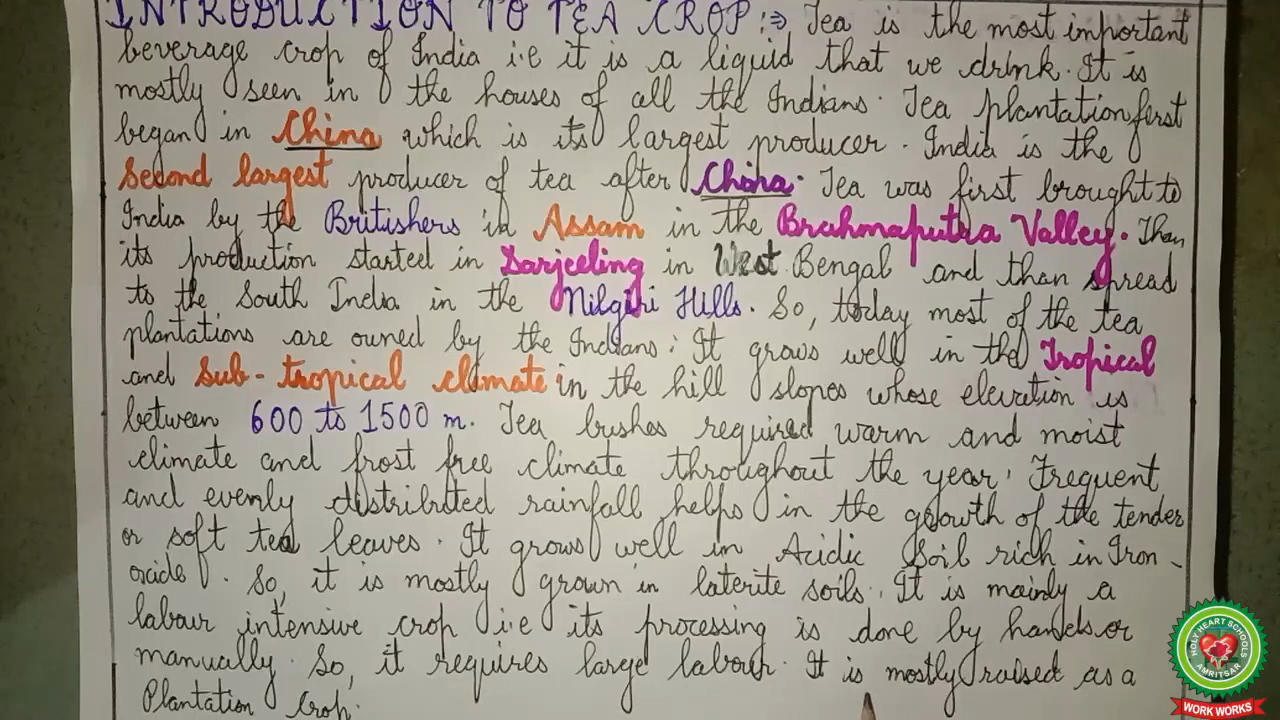 INTRODUCTION TO TEA CROP :⇒ Tea is the most important
beverage crop of India i.e it is a liquid that we drink. It is
mostly seen in the houses of all the Indians. Tea plantation first
began in China which is its largest producer. India is the
Second largest producer of tea after China. Tea was first brought to
India by the Britishers in Assam in the Brahmaputra Valley. Than
its production started in Darjeeling in West Bengal and than spread
to the South India in the Nilgiri Hills. So, today most of the tea
plantations are owned by the Indians. It grows well in the Tropical
and Sub-tropical climate in the hill slopes whose elevation is
between 600 to 1500 m. Tea bushes required warm and moist
climate and frost free climate throughout the year. Frequent
and evenly distributed rainfall helps in the growth of the tender
or soft tea leaves. It grows well in Acidic Soil rich in Iron-
oxide. So, it is mostly grown in laterite soils. It is mainly a
labour intensive crop i.e its processing is done by hands or
manually. So, it requires large labour. It is mostly raised as a
Plantation Crop.
HOLY HEART SCHOOLS
AMRITSAR
WORK WORKS